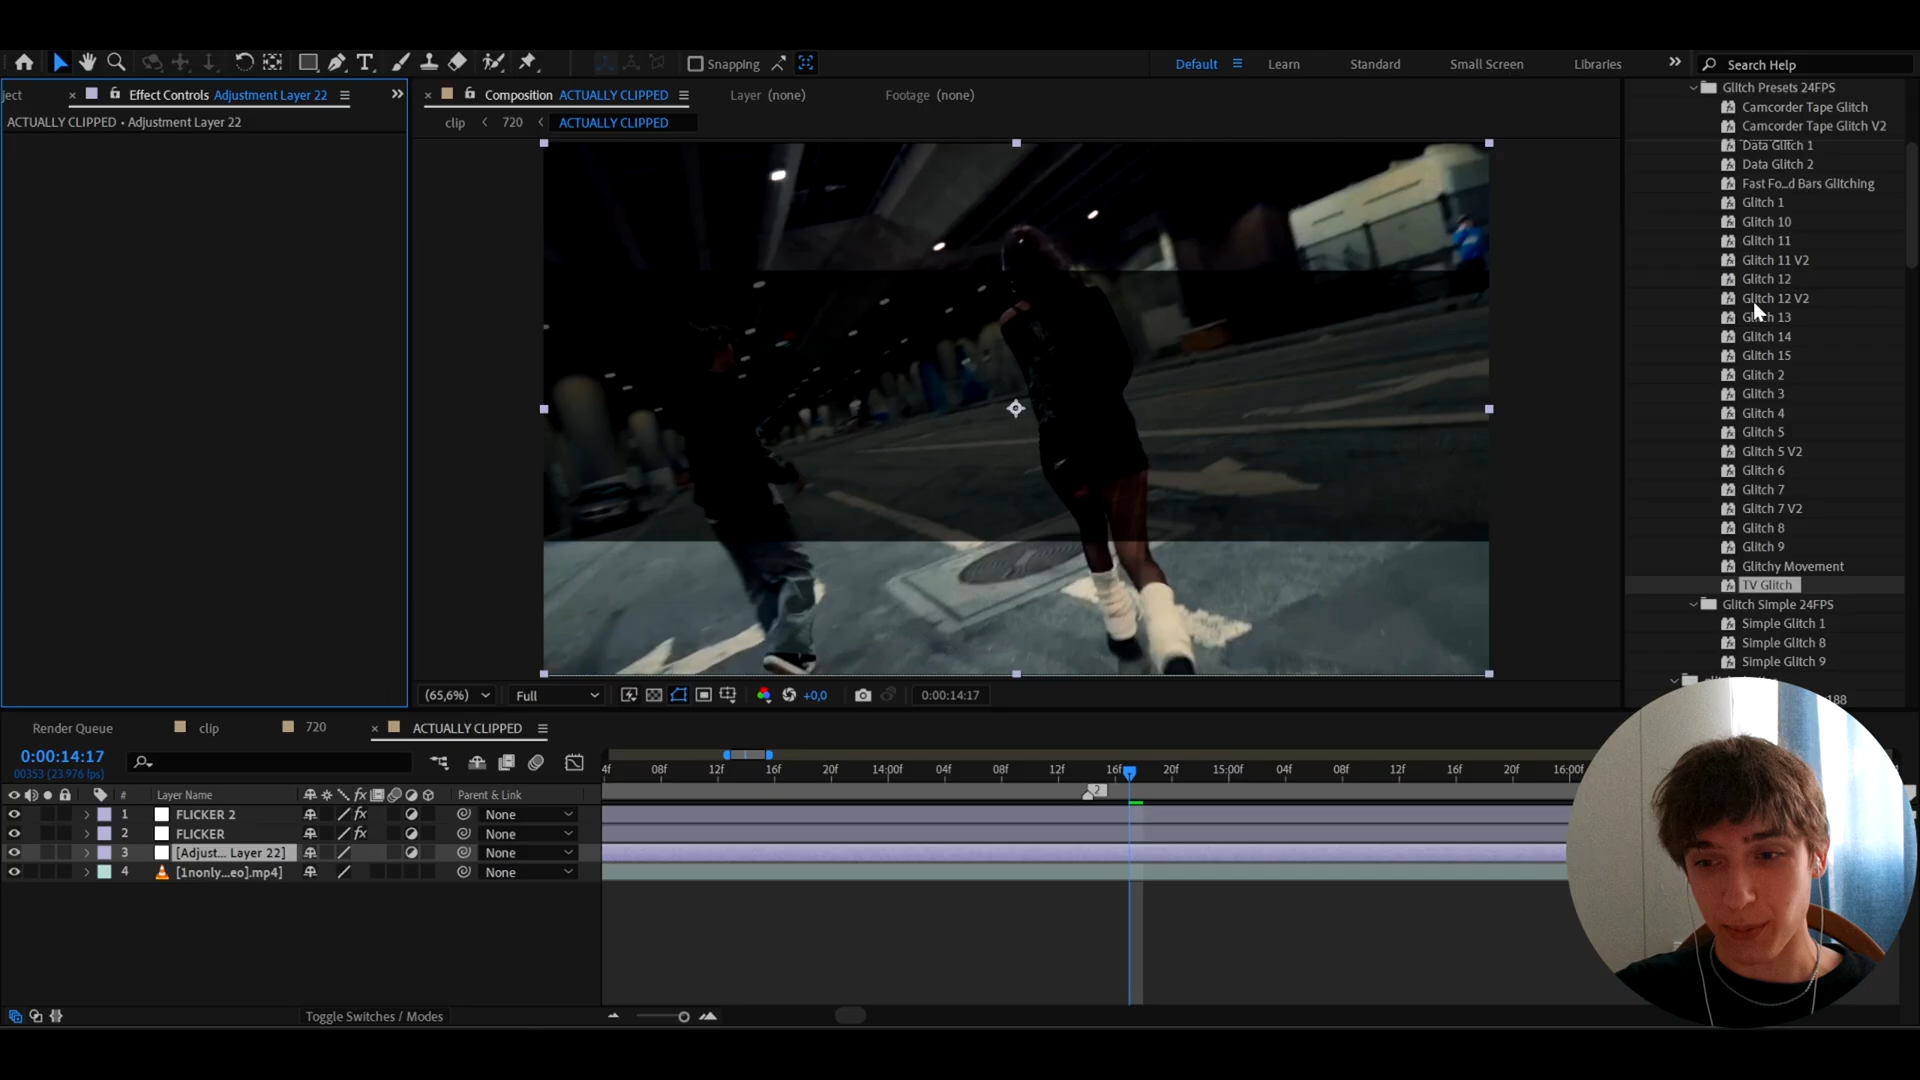 Snapping
Default
Learn
Standard
Small Screen
Libraries
Search Help
ject
Effect Controls Adjustment Layer 22
Composition ACTUALLY CLIPPED
Layer (none)
Footage (none)
ACTUALLY CLIPPED • Adjustment Layer 22
clip
720
ACTUALLY CLIPPED
Glitch Presets 24FPS
Camcorder Tape Glitch
Camcorder Tape Glitch V2
Data Glitch 1
Data Glitch 2
Fast Fo...d Bars Glitching
Glitch 1
Glitch 10
Glitch 11
Glitch 11 V2
Glitch 12
Glitch 12 V2
Glitch 13
Glitch 14
Glitch 15
Glitch 2
Glitch 3
Glitch 4
Glitch 5
Glitch 5 V2
Glitch 6
Glitch 7
Glitch 7 V2
Glitch 8
Glitch 9
Glitchy Movement
TV Glitch
Glitch Simple 24FPS
Simple Glitch 1
Simple Glitch 8
Simple Glitch 9
188
(65,6%)
Full
+0,0
0:00:14:17
Render Queue
clip
720
ACTUALLY CLIPPED
0:00:14:17
00353 (23.976 fps)
4f 08f 12f 16f 20f 14:00f 04f 08f 12f 16f 20f 15:00f 04f 08f 12f 16f 20f 16:00f
2
# Layer Name
Parent & Link
1 FLICKER 2 None
2 FLICKER None
3 [Adjust... Layer 22] None
4 [1nonly...eo].mp4] None
Toggle Switches / Modes